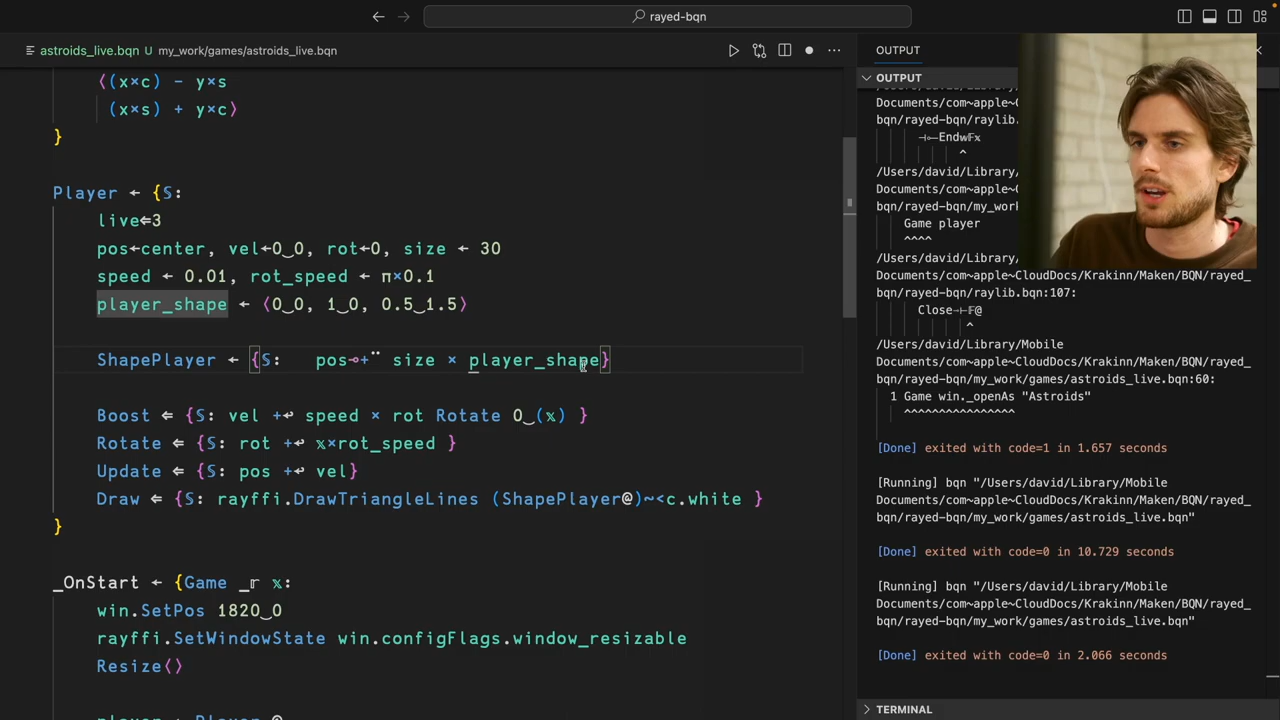 rayed-bqn
astroids_live.bqn U my_work/games/astroids_live.bqn
⟨(x×c) - y×s
(x×s) + y×c⟩
}
Player ← {𝕊:
live⇐3
pos←center, vel←0‿0, rot←0, size ← 30
speed ← 0.01, rot_speed ← π×0.1
player_shape ← ⟨0‿0, 1‿0, 0.5‿1.5⟩
ShapePlayer ← {𝕊: pos⊸+¨ size × player_shape}
Boost ⇐ {𝕊: vel +↩ speed × rot Rotate 0‿(𝕩) }
Rotate ⇐ {𝕊: rot +↩ 𝕩×rot_speed }
Update ⇐ {𝕊: pos +↩ vel}
Draw ⇐ {𝕊: rayffi.DrawTriangleLines (ShapePlayer@)∾<c.white }
}
_OnStart ← {Game _𝕣 𝕩:
win.SetPos 1820‿0
rayffi.SetWindowState win.configFlags.window_resizable
Resize⟨⟩
player ← Player @
OUTPUT
OUTPUT
Documents/com~apple~C
bqn/rayed-bqn/raylib.b
⊣⟜End𝕨𝔽𝕩
^
/Users/david/Library/
Documents/com~apple~C
bqn/rayed-bqn/my_work
Game player
^^^^
/Users/david/Library/
Documents/com~apple~CloudDocs/Krakinn/Maken/BQN/rayed_
bqn/rayed-bqn/raylib.bqn:107:
Close⊸⊢𝔽@
^
/Users/david/Library/Mobile
Documents/com~apple~CloudDocs/Krakinn/Maken/BQN/rayed_
bqn/rayed-bqn/my_work/games/astroids_live.bqn:60:
1 Game win._openAs "Astroids"
^^^^^^^^^^^^^^^^
[Done] exited with code=1 in 1.657 seconds
[Running] bqn "/Users/david/Library/Mobile
Documents/com~apple~CloudDocs/Krakinn/Maken/BQN/rayed_
bqn/rayed-bqn/my_work/games/astroids_live.bqn"
[Done] exited with code=0 in 10.729 seconds
[Running] bqn "/Users/david/Library/Mobile
Documents/com~apple~CloudDocs/Krakinn/Maken/BQN/rayed_
bqn/rayed-bqn/my_work/games/astroids_live.bqn"
[Done] exited with code=0 in 2.066 seconds
TERMINAL